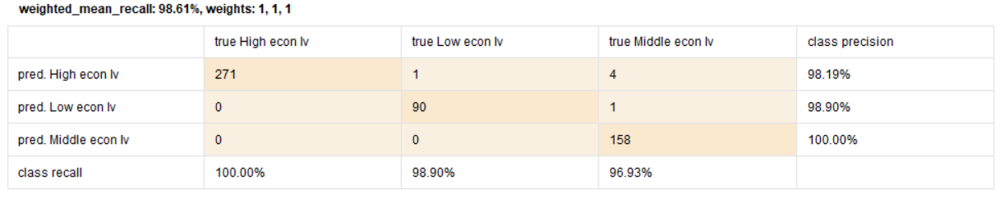 weighted_mean_recall: 98.61%, weights: 1, 1, 1
true High econ lv true Low econ lv true Middle econ lv class precision
pred. High econ lv 271 1 4 98.19%
pred. Low econ lv 0 90 1 98.90%
pred. Middle econ lv 0 0 158 100.00%
class recall 100.00% 98.90% 96.93%